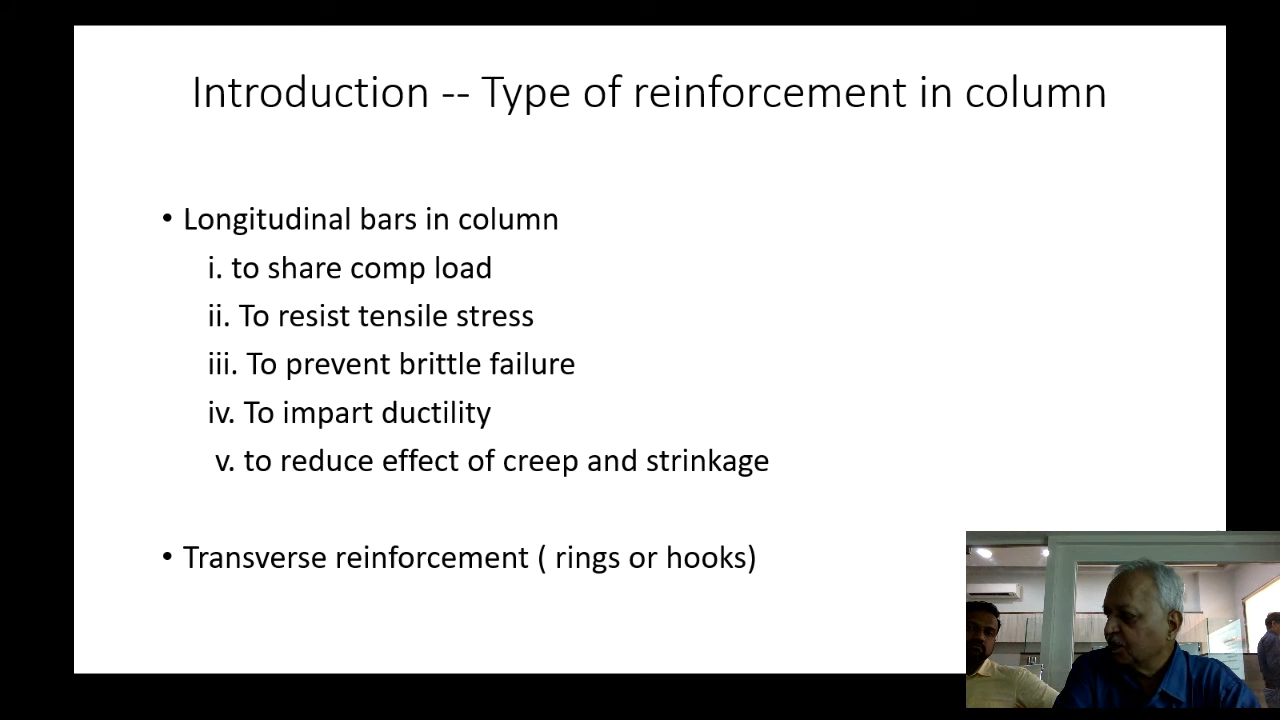 Introduction -- Type of reinforcement in column
• Longitudinal bars in column
i. to share comp load
ii. To resist tensile stress
iii. To prevent brittle failure
iv. To impart ductility
v. to reduce effect of creep and strinkage
• Transverse reinforcement ( rings or hooks)